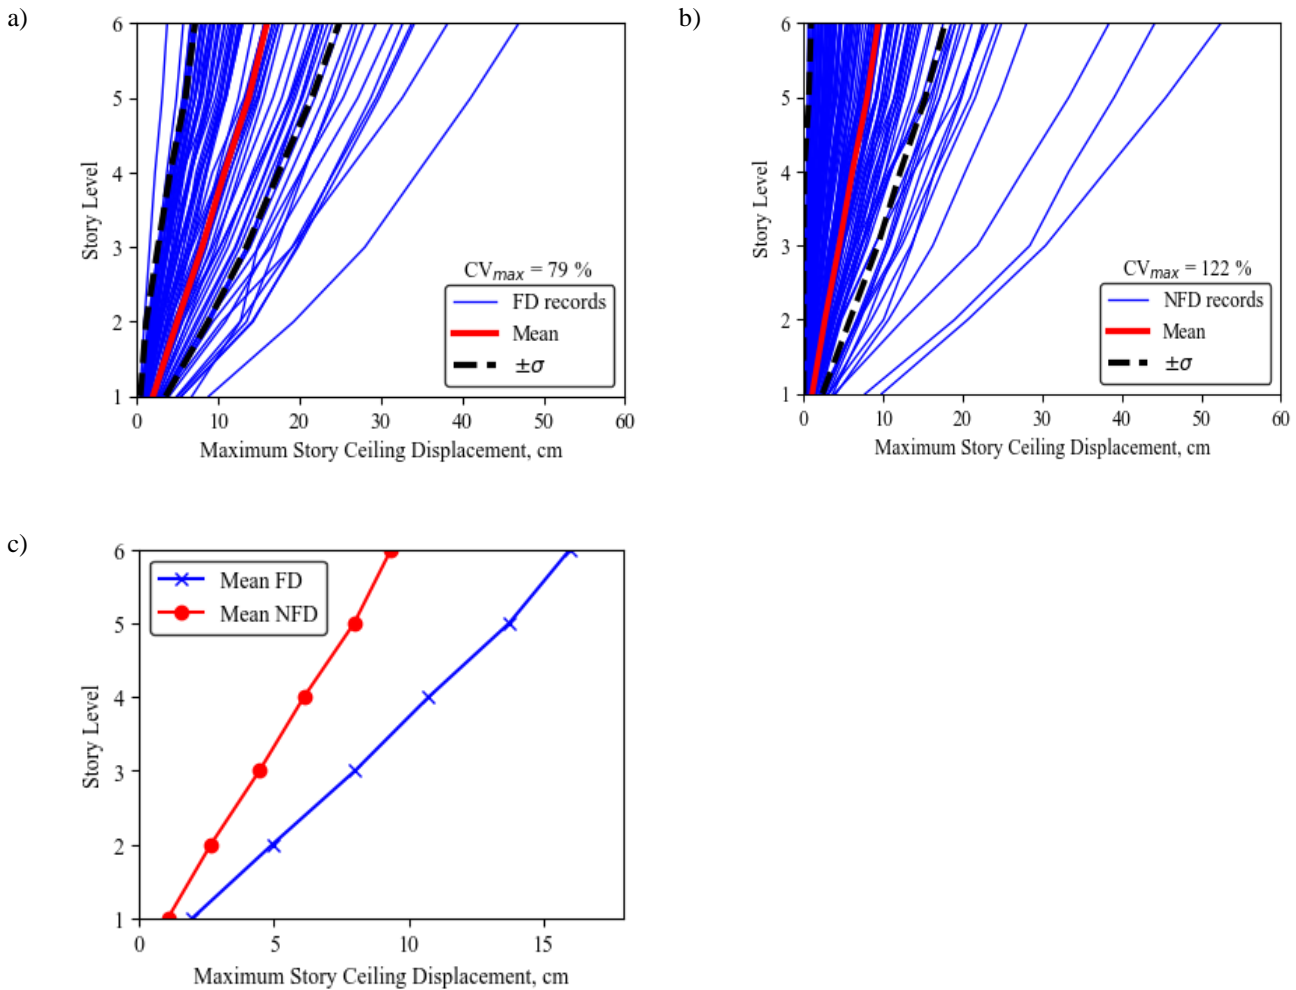 a)
6
5
4
3
2
1
Story Level
CVmax = 79 %
FD records
Mean
±σ
0 10 20 30 40 50 60
Maximum Story Ceiling Displacement, cm
b)
6
5
4
3
2
1
Story Level
CVmax = 122 %
NFD records
Mean
±σ
0 10 20 30 40 50 60
Maximum Story Ceiling Displacement, cm
c)
6
5
4
3
2
1
Story Level
Mean FD
Mean NFD
0 5 10 15
Maximum Story Ceiling Displacement, cm